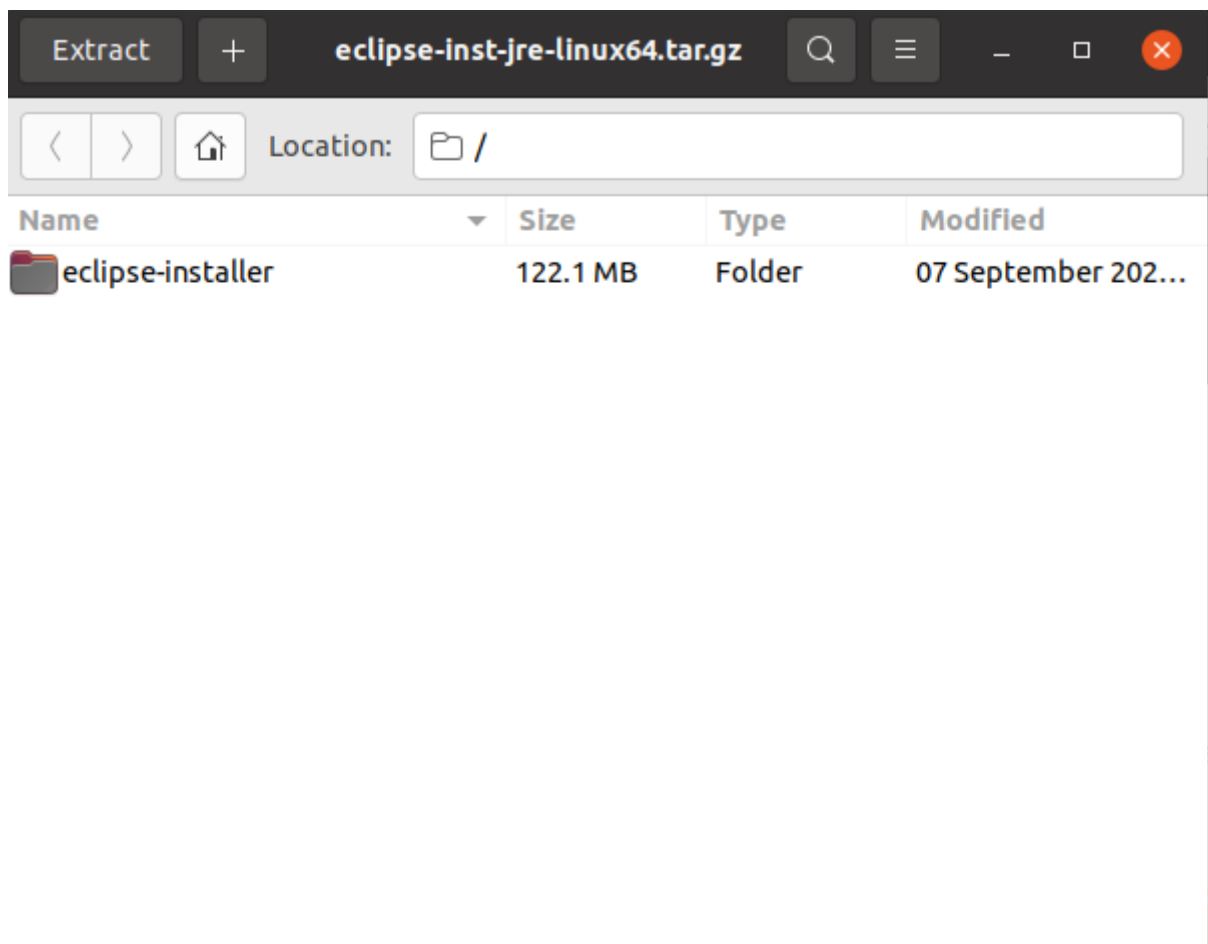 Extract + eclipse-inst-jre-linux64.tar.gz
Location: /
Name Size Type Modified
eclipse-installer 122.1 MB Folder 07 September 202...